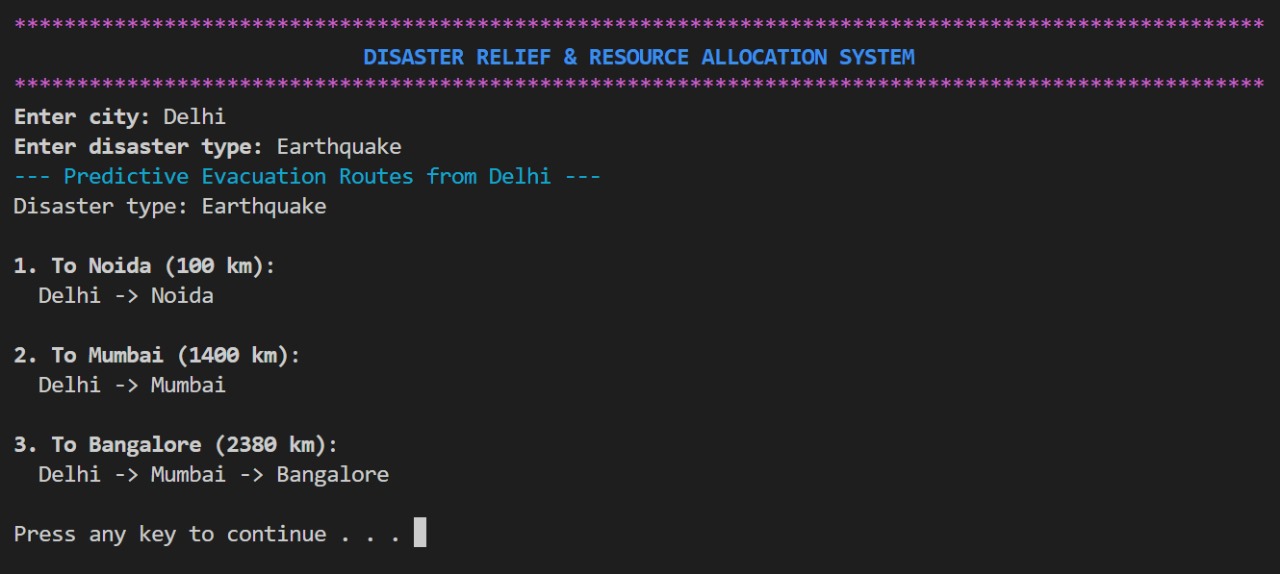 ****************************************************************************************************
DISASTER RELIEF & RESOURCE ALLOCATION SYSTEM
****************************************************************************************************
Enter city: Delhi
Enter disaster type: Earthquake
--- Predictive Evacuation Routes from Delhi ---
Disaster type: Earthquake
1. To Noida (100 km):
Delhi -> Noida
2. To Mumbai (1400 km):
Delhi -> Mumbai
3. To Bangalore (2380 km):
Delhi -> Mumbai -> Bangalore
Press any key to continue . . .